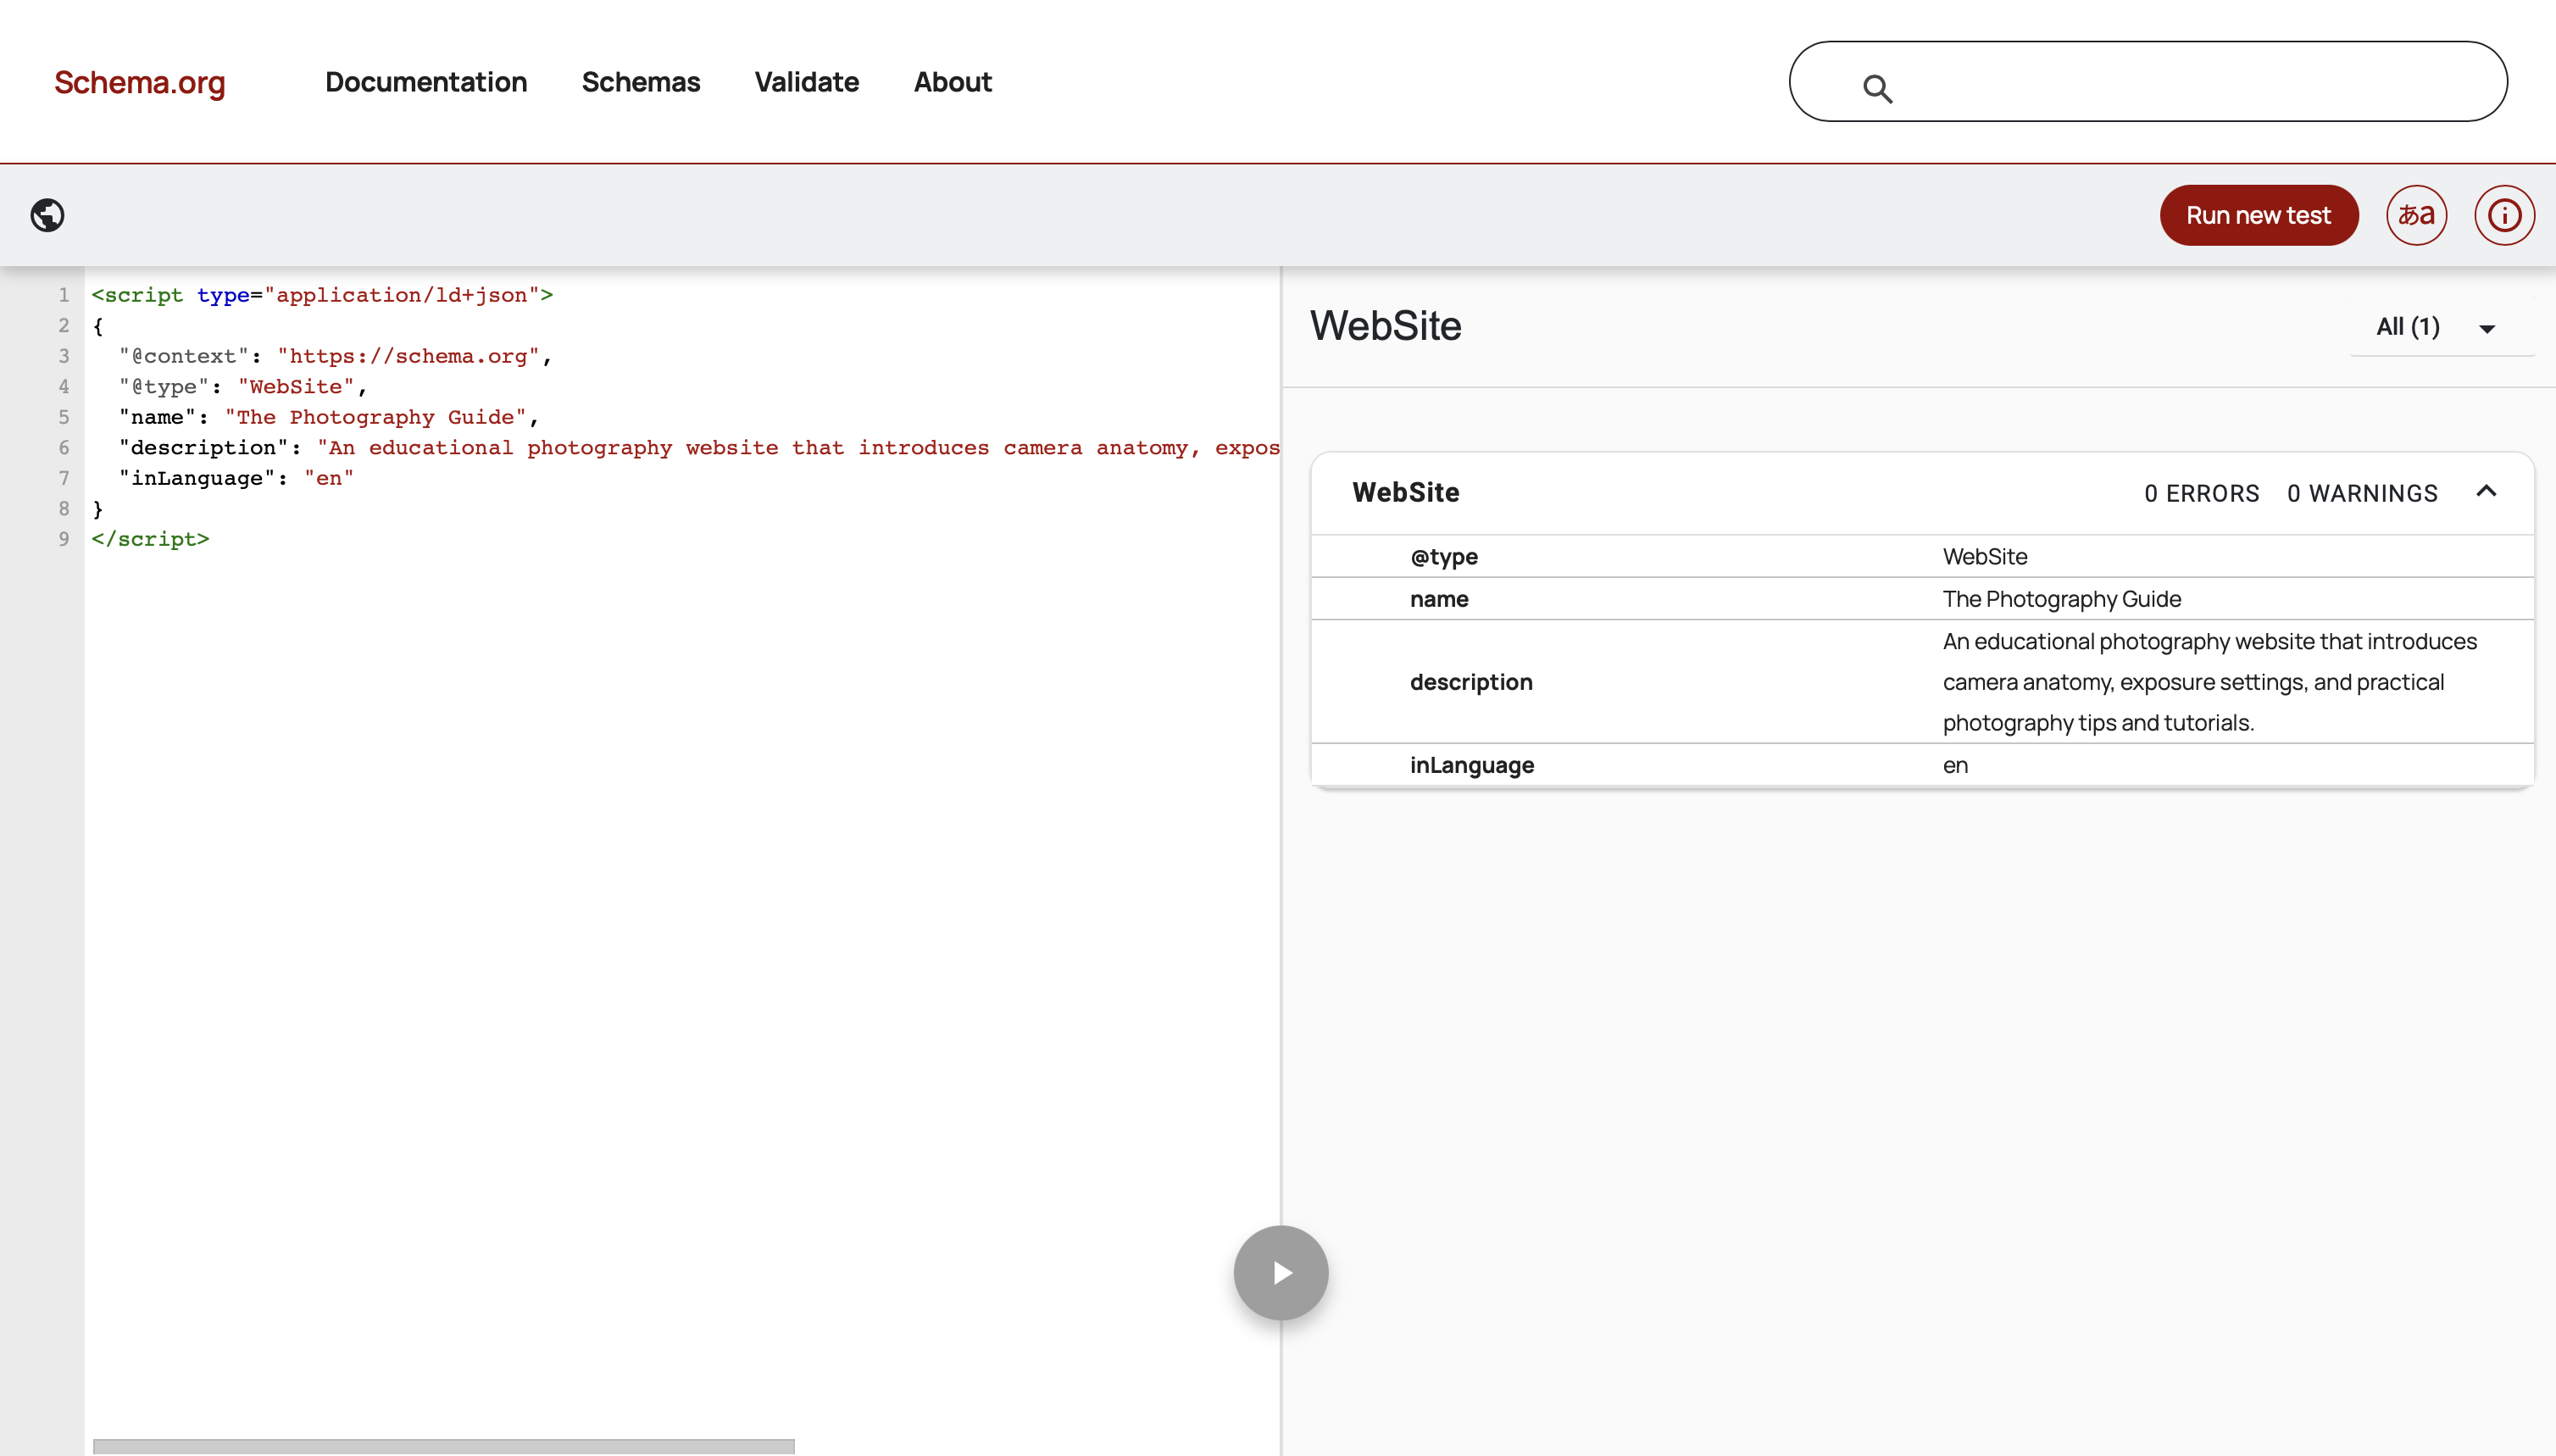 Schema.org Documentation Schemas Validate About
Run new test あa
1 <script type="application/ld+json">
2 {
3 "@context": "https://schema.org",
4 "@type": "WebSite",
5 "name": "The Photography Guide",
6 "description": "An educational photography website that introduces camera anatomy, expos
7 "inLanguage": "en"
8 }
9 </script>
WebSite All (1)
WebSite 0 ERRORS 0 WARNINGS
@type WebSite
name The Photography Guide
description An educational photography website that introduces
camera anatomy, exposure settings, and practical
photography tips and tutorials.
inLanguage en